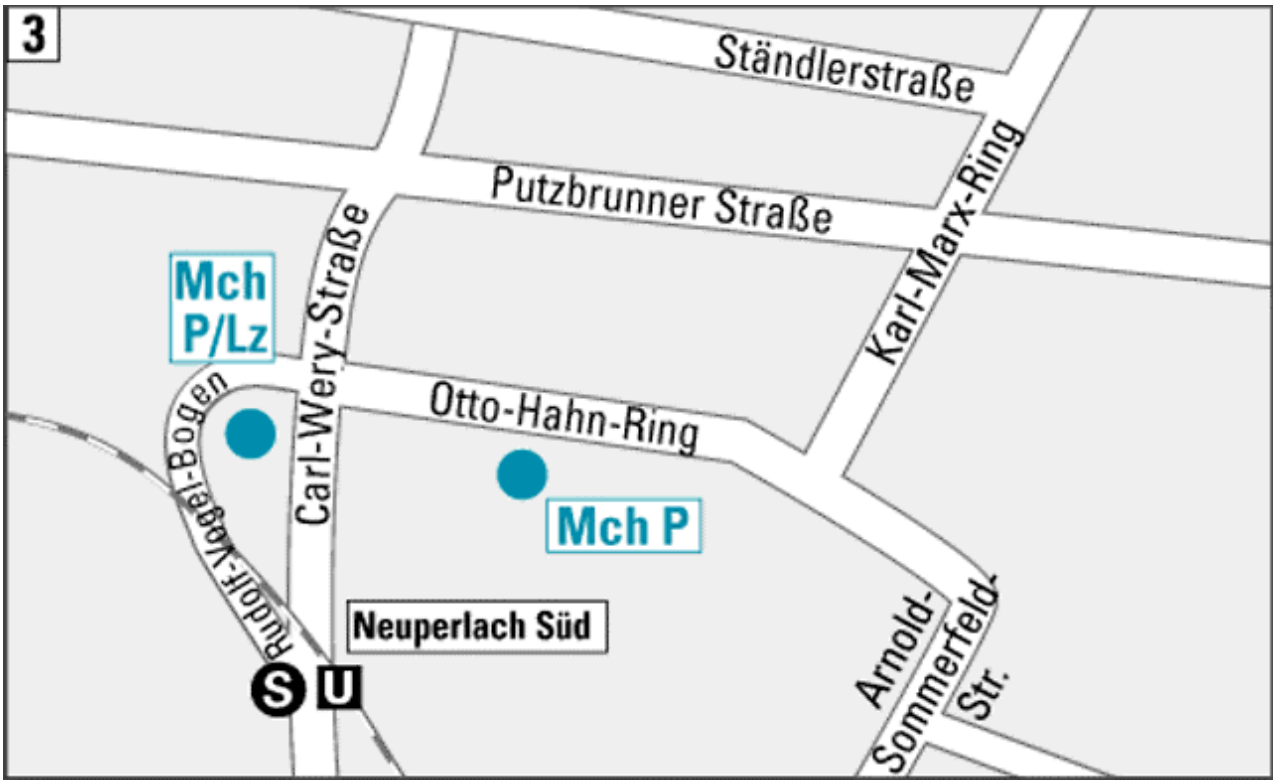 3
Ständlerstraße
Karl-Marx-Ring
Putzbrunner Straße
Carl-Wery-Straße
Mch
P/Lz
Rudolf-Vogel-Bogen
Otto-Hahn-Ring
Mch P
Neuperlach Süd
S U
Arnold-
Sommerfeld-
Str.